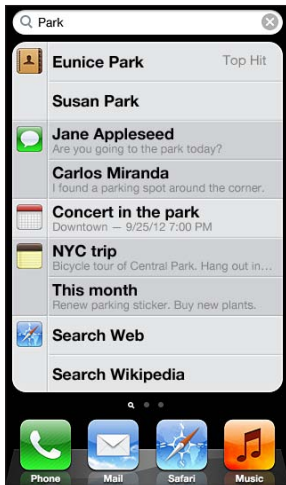 Park
Eunice Park Top Hit
Susan Park
Jane Appleseed
Are you going to the park today?
Carlos Miranda
I found a parking spot around the corner.
Concert in the park
Downtown — 9/25/12 7:00 PM
NYC trip
Bicycle tour of Central Park. Hang out in...
This month
Renew parking sticker. Buy new plants.
Search Web
Search Wikipedia
Phone Mail Safari Music